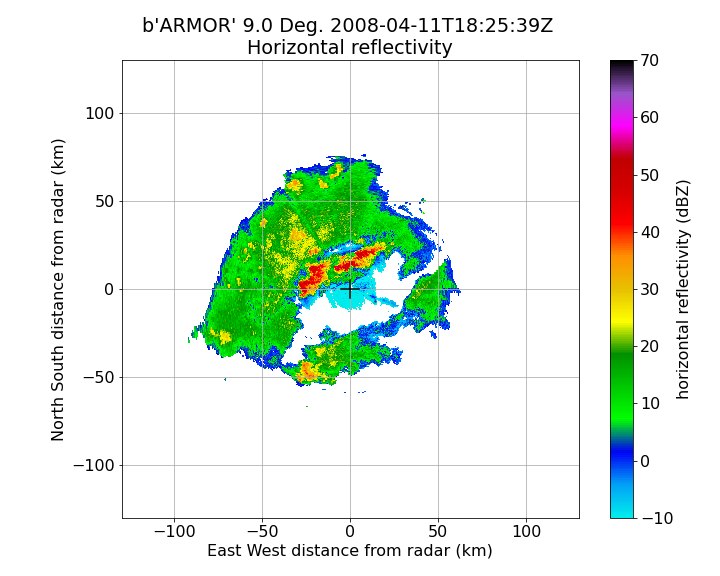 b'ARMOR' 9.0 Deg. 2008-04-11T18:25:39Z
Horizontal reflectivity
North South distance from radar (km)
100
50
0
−50
−100
−100 −50 0 50 100
East West distance from radar (km)
70
60
50
40
30
20
10
0
−10
horizontal reflectivity (dBZ)